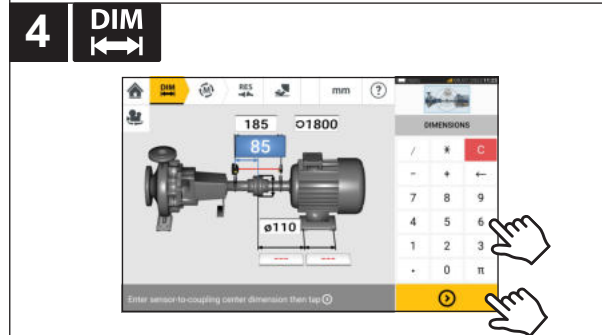 4 DIM
DIM M RES mm ?
185 1800
85
DIMENSIONS
/ * C
- + ←
7 8 9
4 5 6
ø110
1 2 3
--- ---
. 0 π
Enter sensor-to-coupling center dimension then tap